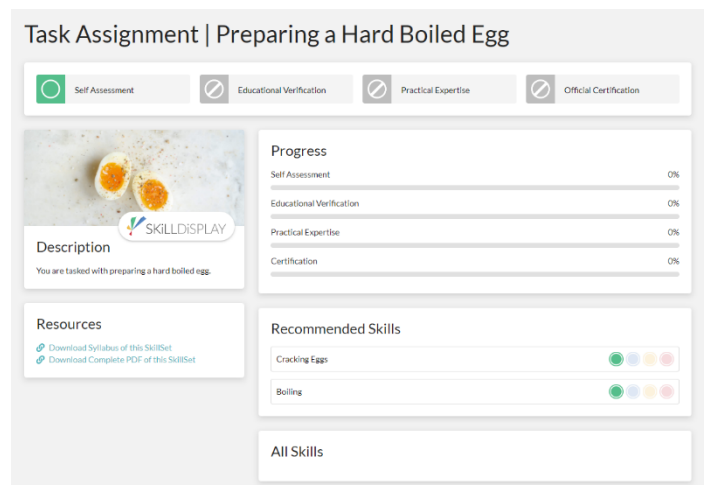 Task Assignment | Preparing a Hard Boiled Egg
Self Assessment
Educational Verification
Practical Expertise
Official Certification
SKiLLDiSPLAY
Description
You are tasked with preparing a hard boiled egg.
Resources
Download Syllabus of this SkillSet
Download Complete PDF of this SkillSet
Progress
Self Assessment 0%
Educational Verification 0%
Practical Expertise 0%
Certification 0%
Recommended Skills
Cracking Eggs
Boiling
All Skills